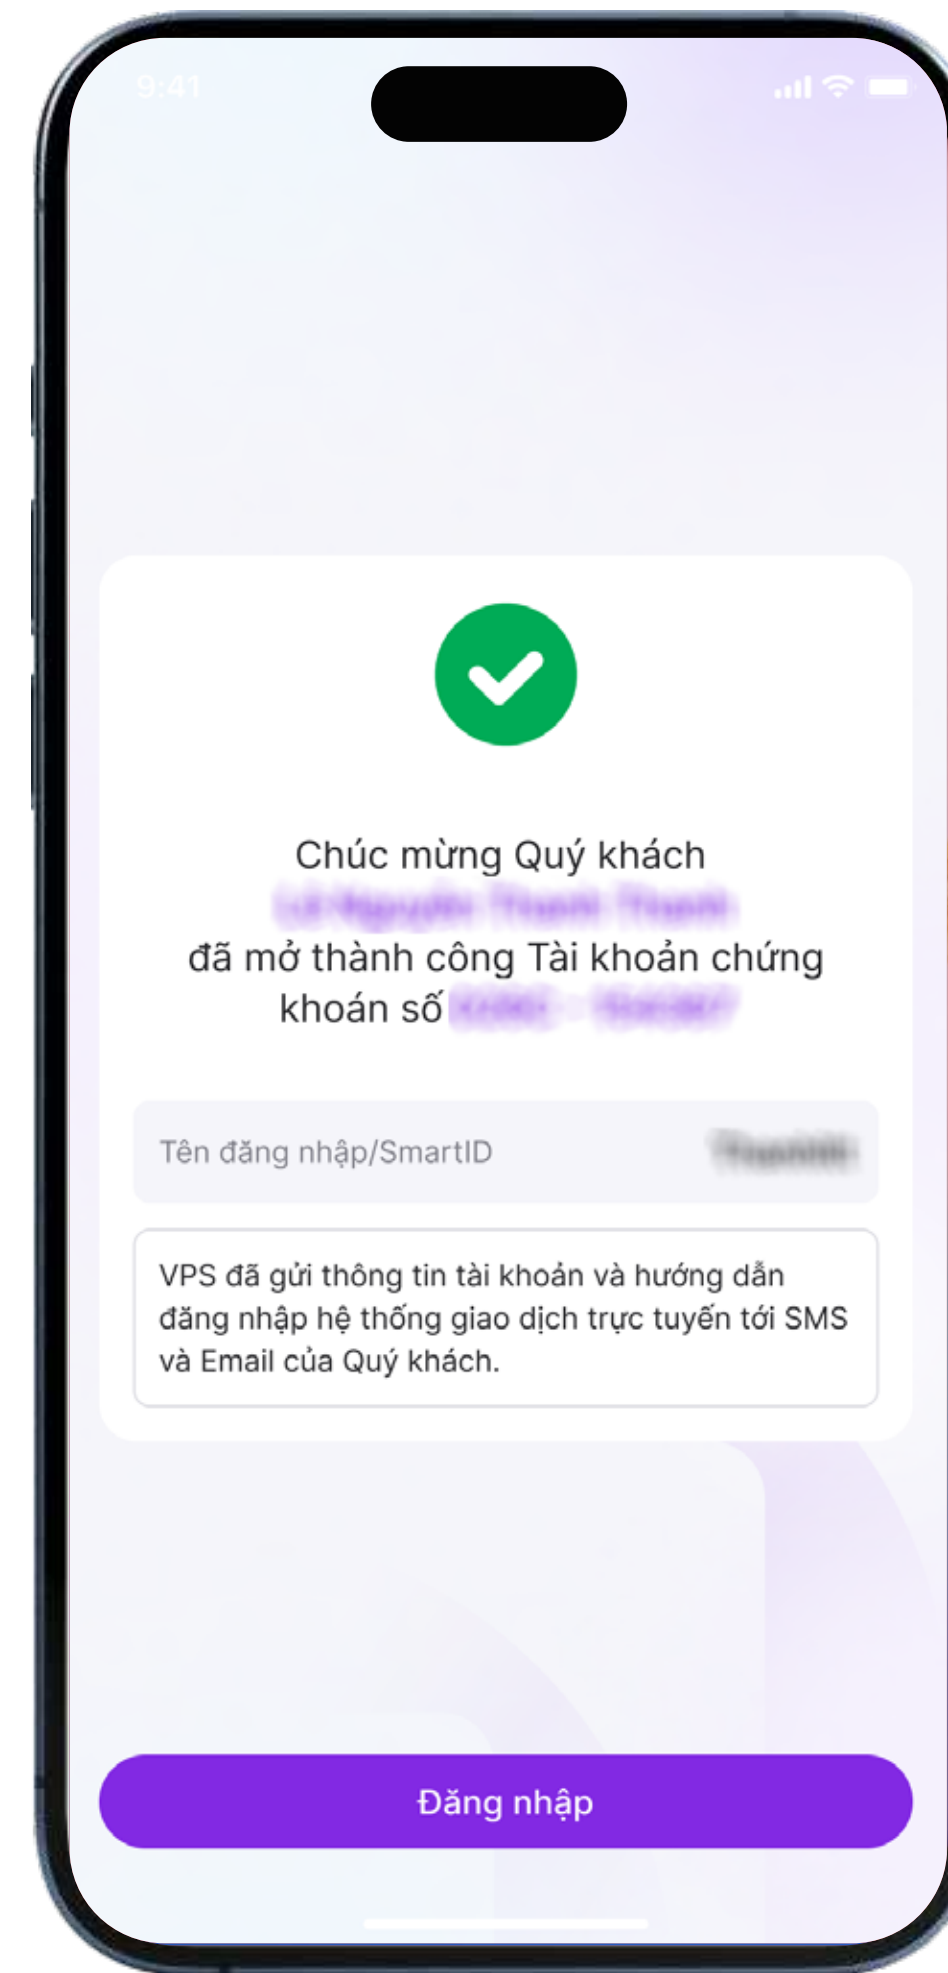 9:41
Chúc mừng Quý khách
đã mở thành công Tài khoản chứng
khoán số
Tên đăng nhập/SmartID
VPS đã gửi thông tin tài khoản và hướng dẫn
đăng nhập hệ thống giao dịch trực tuyến tới SMS
và Email của Quý khách.
Đăng nhập